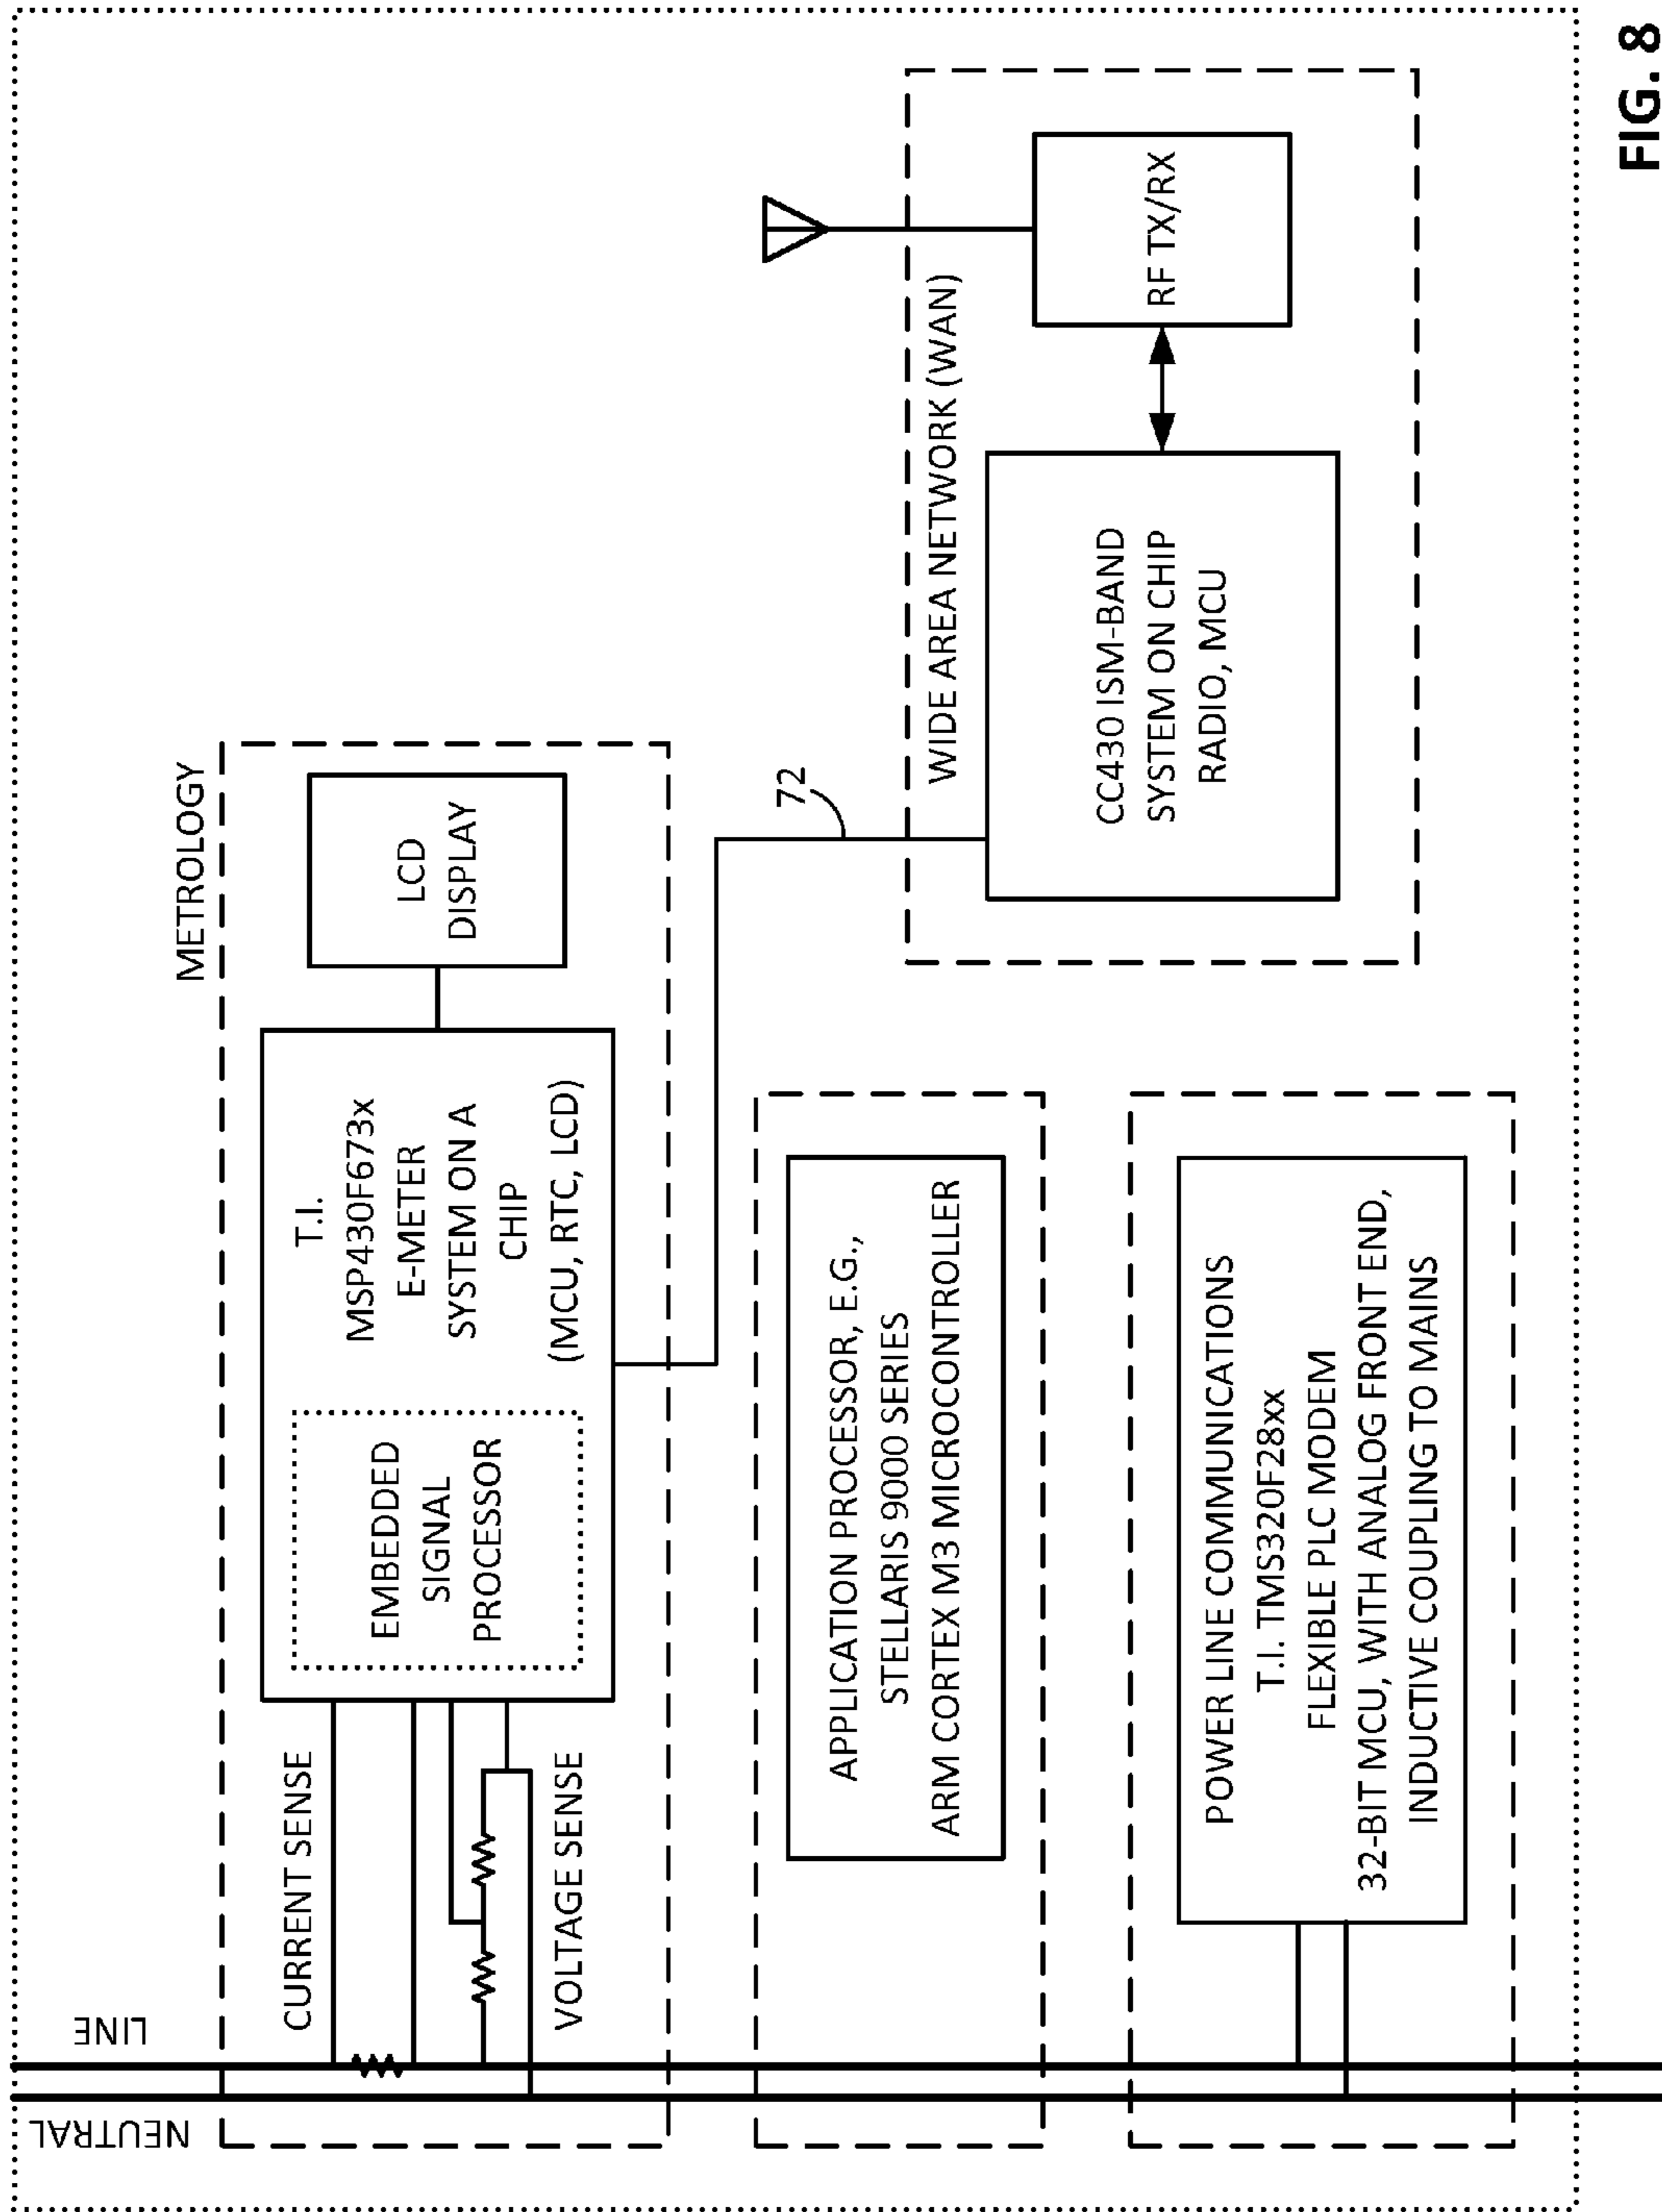 NEUTRAL
LINE
METROLOGY
CURRENT SENSE
VOLTAGE SENSE
EMBEDDED
SIGNAL
PROCESSOR
T.I.
MSP430F673x
E-METER
SYSTEM ON A
CHIP
(MCU, RTC, LCD)
LCD
DISPLAY
72
APPLICATION PROCESSOR, E.G.,
STELLARIS 9000 SERIES
ARM CORTEX M3 MICROCONTROLLER
WIDE AREA NETWORK (WAN)
CC430 ISM-BAND
SYSTEM ON CHIP
RADIO, MCU
RF TX/RX
POWER LINE COMMUNICATIONS
T.I. TMS320F28xx
FLEXIBLE PLC MODEM
32-BIT MCU, WITH ANALOG FRONT END,
INDUCTIVE COUPLING TO MAINS
FIG. 8